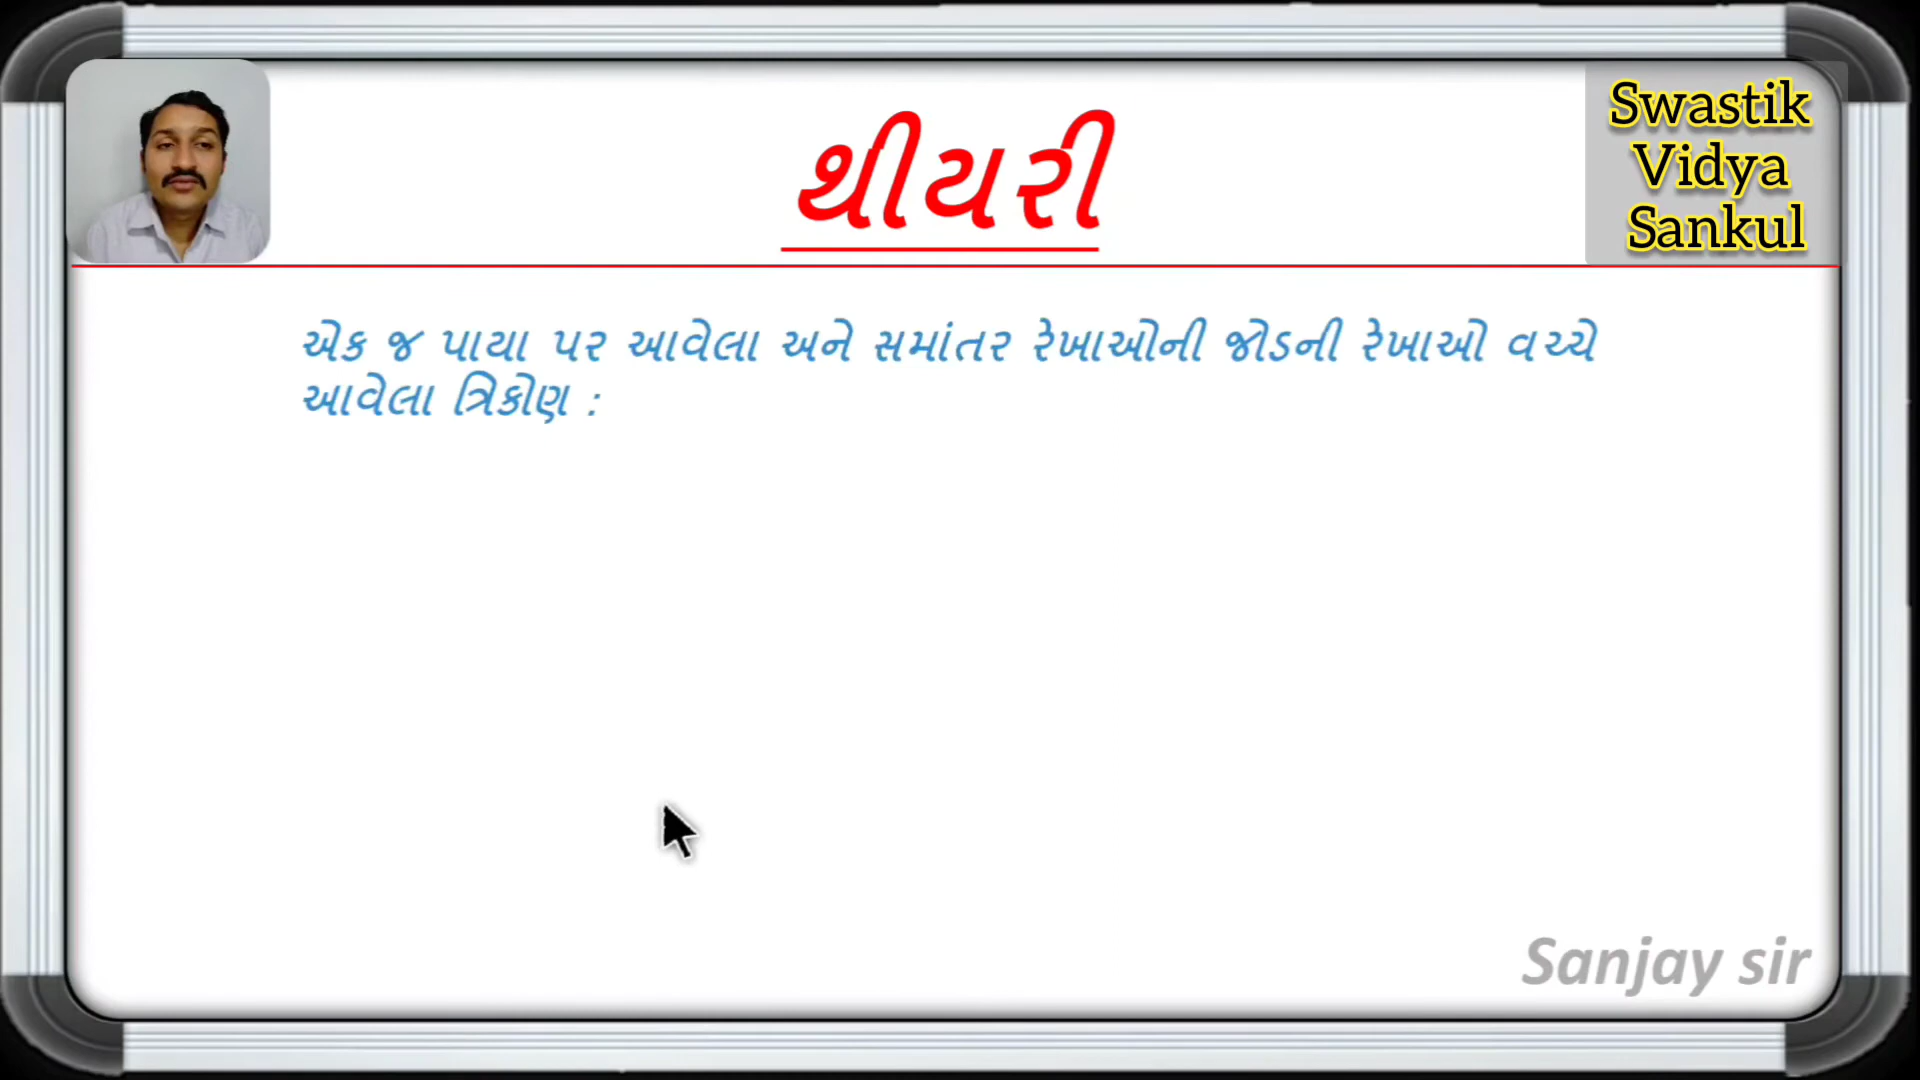 થીયરી
Swastik
Vidya
Sankul
એક જ પાયા પર આવેલા અને સમાંતર રેખાઓની જોડની રેખાઓ વચ્ચે
આવેલા ત્રિકોણ :
Sanjay sir